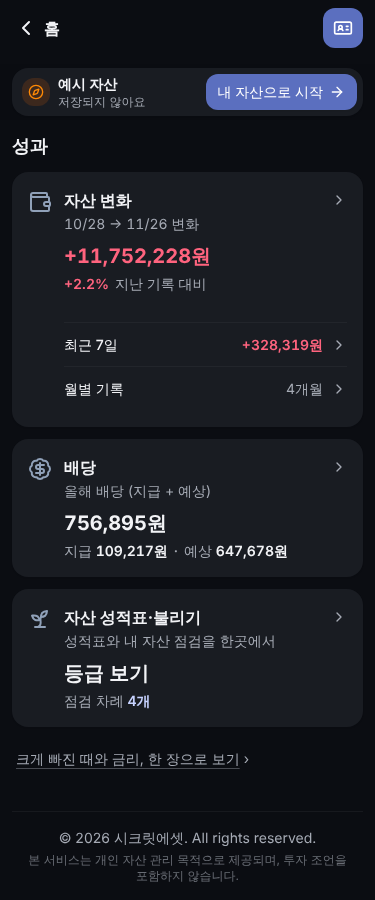 홈
예시 자산
저장되지 않아요
내 자산으로 시작 →
성과
자산 변화
10/28 → 11/26 변화
+11,752,228원
+2.2% 지난 기록 대비
최근 7일 +328,319원
월별 기록 4개월
배당
올해 배당 (지급 + 예상)
756,895원
지급 109,217원 · 예상 647,678원
자산 성적표·불리기
성적표와 내 자산 점검을 한곳에서
등급 보기
점검 차례 4개
크게 빠진 때와 금리, 한 장으로 보기 ›
© 2026 시크릿에셋. All rights reserved.
본 서비스는 개인 자산 관리 목적으로 제공되며, 투자 조언을
포함하지 않습니다.